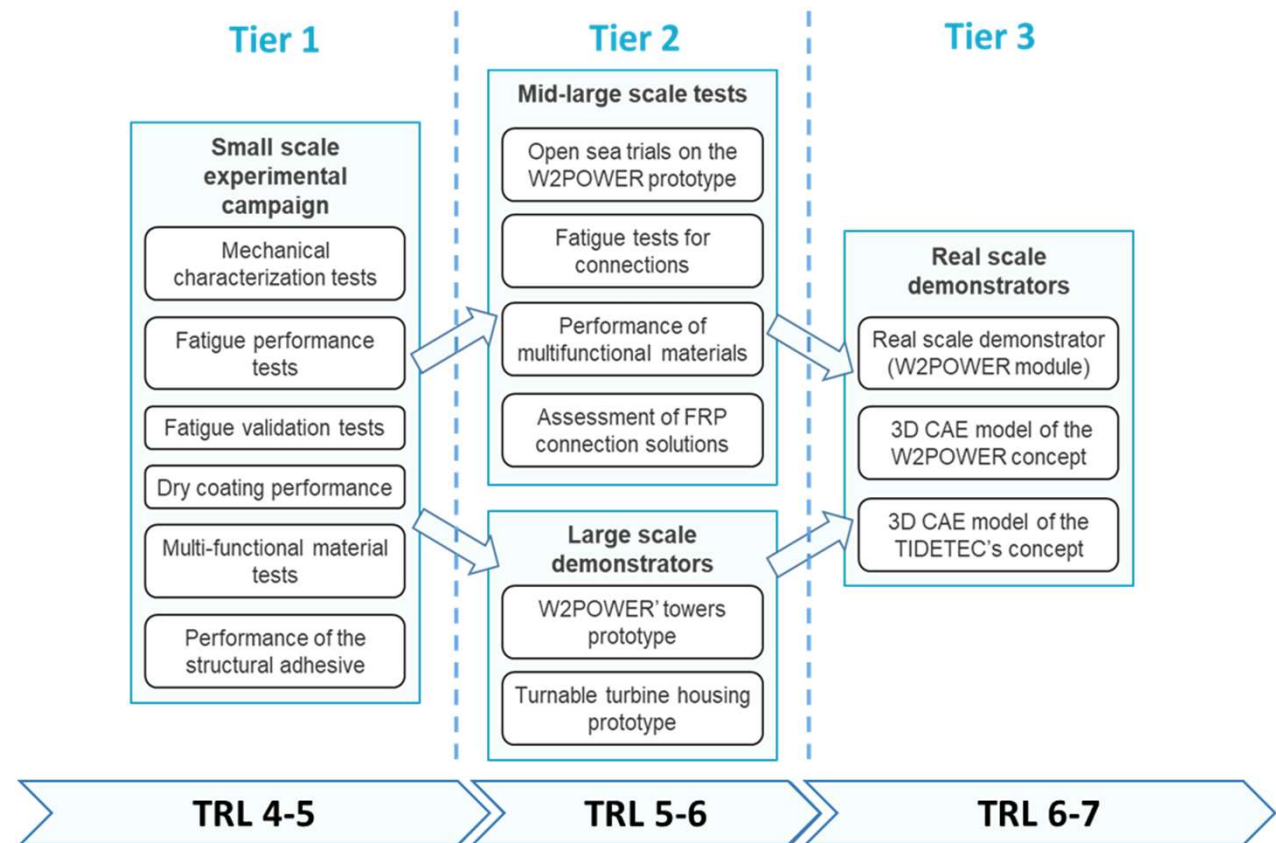 Tier 1
Small scale
experimental
campaign
Mechanical
characterization tests
Fatigue performance
tests
Fatigue validation tests
Dry coating performance
Multi-functional material
tests
Performance of the
structural adhesive
Tier 2
Mid-large scale tests
Open sea trials on the
W2POWER prototype
Fatigue tests for
connections
Performance of
multifunctional materials
Assessment of FRP
connection solutions
Large scale
demonstrators
W2POWER' towers
prototype
Turnable turbine housing
prototype
Tier 3
Real scale
demonstrators
Real scale demonstrator
(W2POWER module)
3D CAE model of the
W2POWER concept
3D CAE model of the
TIDETEC's concept
TRL 4-5
TRL 5-6
TRL 6-7